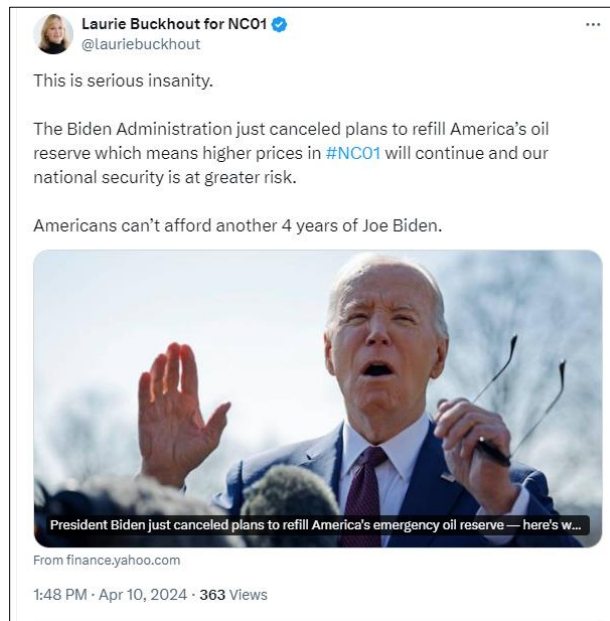 Laurie Buckhout for NC01
@lauriebuckhout
This is serious insanity.
The Biden Administration just canceled plans to refill America’s oil
reserve which means higher prices in #NC01 will continue and our
national security is at greater risk.
Americans can’t afford another 4 years of Joe Biden.
President Biden just canceled plans to refill America's emergency oil reserve — here's w...
From finance.yahoo.com
1:48 PM · Apr 10, 2024 · 363 Views